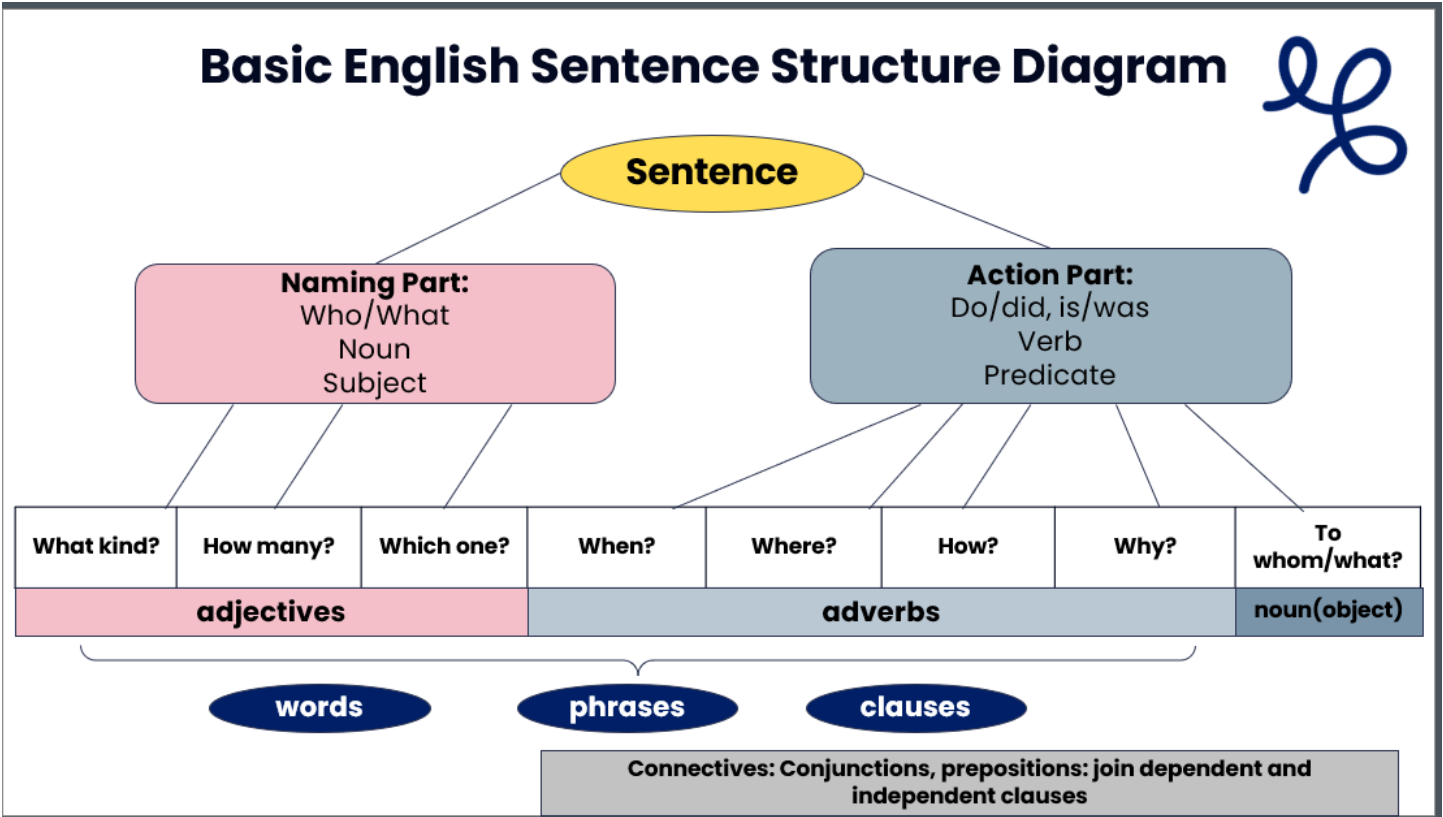 Basic English Sentence Structure Diagram
Sentence
Naming Part:
Who/What
Noun
Subject
Action Part:
Do/did, is/was
Verb
Predicate
What kind?
How many?
Which one?
When?
Where?
How?
Why?
To
whom/what?
adjectives
adverbs
noun(object)
words
phrases
clauses
Connectives: Conjunctions, prepositions: join dependent and
independent clauses